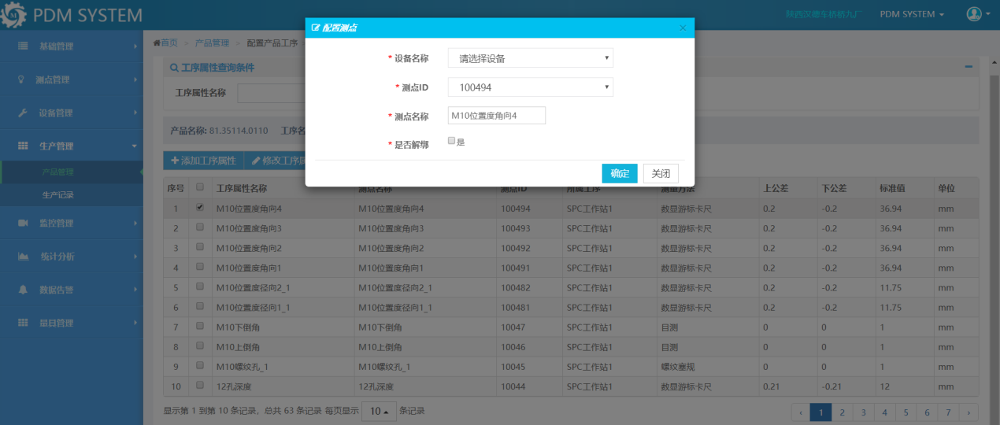 PDM SYSTEM
陕西汉德车桥桥九厂
PDM SYSTEM
基础管理
测点管理
设备管理
生产管理
产品管理
生产记录
监控管理
统计分析
数据告警
量目管理
首页 > 产品管理 > 配置产品工序
工序属性查询条件
工序属性名称
产品名称: 81.35114.0110 工序名
添加工序属性 修改工序属
配置测点 ×
* 设备名称 请选择设备
* 测点ID 100494
* 测点名称 M10位置度角向4
* 是否解绑 是
确定 关闭
序号 工序属性名称 测点名称 测点ID 所属工序 测量方法 上公差 下公差 标准值 单位
1 M10位置度角向4 M10位置度角向4 100494 SPC工作站1 数显游标卡尺 0.2 -0.2 36.94 mm
2 M10位置度角向3 M10位置度角向3 100493 SPC工作站1 数显游标卡尺 0.2 -0.2 36.94 mm
3 M10位置度角向2 M10位置度角向2 100492 SPC工作站1 数显游标卡尺 0.2 -0.2 36.94 mm
4 M10位置度角向1 M10位置度角向1 100491 SPC工作站1 数显游标卡尺 0.2 -0.2 36.94 mm
5 M10位置度径向2_1 M10位置度径向2_1 100482 SPC工作站1 数显游标卡尺 0.2 -0.2 11.75 mm
6 M10位置度径向1_1 M10位置度径向1_1 100481 SPC工作站1 数显游标卡尺 0.2 -0.2 11.75 mm
7 M10下倒角 M10下倒角 10047 SPC工作站1 目测 0 0 1 mm
8 M10上倒角 M10上倒角 10046 SPC工作站1 目测 0 0 1 mm
9 M10螺纹孔_1 M10螺纹孔_1 10045 SPC工作站1 螺纹塞规 0 0 1 mm
10 12孔深度 12孔深度 10044 SPC工作站1 数显游标卡尺 0.21 -0.21 12 mm
显示第 1 到第 10 条记录，总共 63 条记录 每页显示 10 条记录
‹ 1 2 3 4 5 6 7 ›